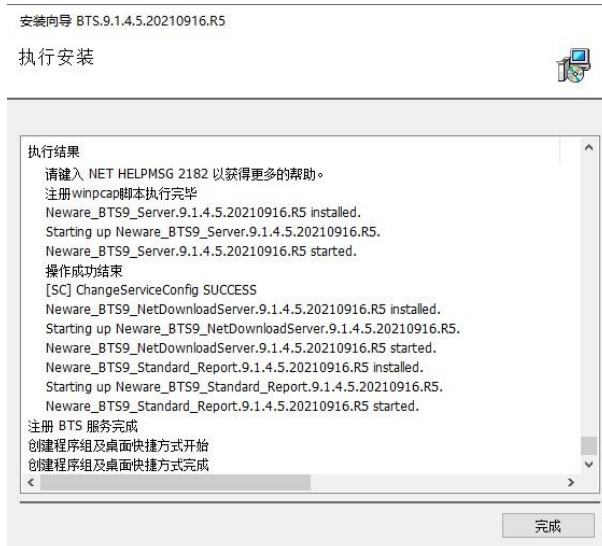 安装向导 BTS.9.1.4.5.20210916.R5
执行安装
执行结果
请键入 NET HELPMSG 2182 以获得更多的帮助。
注册winpcap脚本执行完毕
Neware_BTS9_Server.9.1.4.5.20210916.R5 installed.
Starting up Neware_BTS9_Server.9.1.4.5.20210916.R5.
Neware_BTS9_Server.9.1.4.5.20210916.R5 started.
操作成功结束
[SC] ChangeServiceConfig SUCCESS
Neware_BTS9_NetDownloadServer.9.1.4.5.20210916.R5 installed.
Starting up Neware_BTS9_NetDownloadServer.9.1.4.5.20210916.R5.
Neware_BTS9_NetDownloadServer.9.1.4.5.20210916.R5 started.
Neware_BTS9_Standard_Report.9.1.4.5.20210916.R5 installed.
Starting up Neware_BTS9_Standard_Report.9.1.4.5.20210916.R5.
Neware_BTS9_Standard_Report.9.1.4.5.20210916.R5 started.
注册 BTS 服务完成
创建程序组及桌面快捷方式开始
创建程序组及桌面快捷方式完成
完成